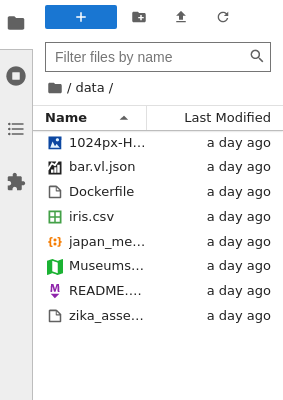 Filter files by name
/ data /
Name Last Modified
1024px-H... a day ago
bar.vl.json a day ago
Dockerfile a day ago
iris.csv a day ago
japan_me... a day ago
Museums... a day ago
README.... a day ago
zika_asse... a day ago